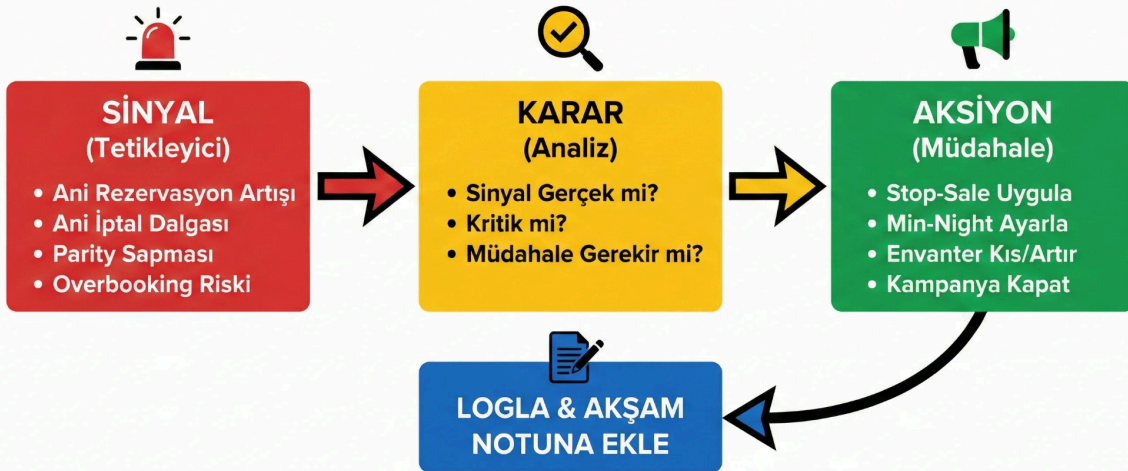 SİNYAL
(Tetikleyici)
• Ani Rezervasyon Artışı
• Ani İptal Dalgası
• Parity Sapması
• Overbooking Riski
KARAR
(Analiz)
• Sinyal Gerçek mi?
• Kritik mi?
• Müdahale Gerekir mi?
AKSİYON
(Müdahale)
• Stop-Sale Uygula
• Min-Night Ayarla
• Envanter Kıs/Artır
• Kampanya Kapat
LOGLA & AKŞAM
NOTUNA EKLE